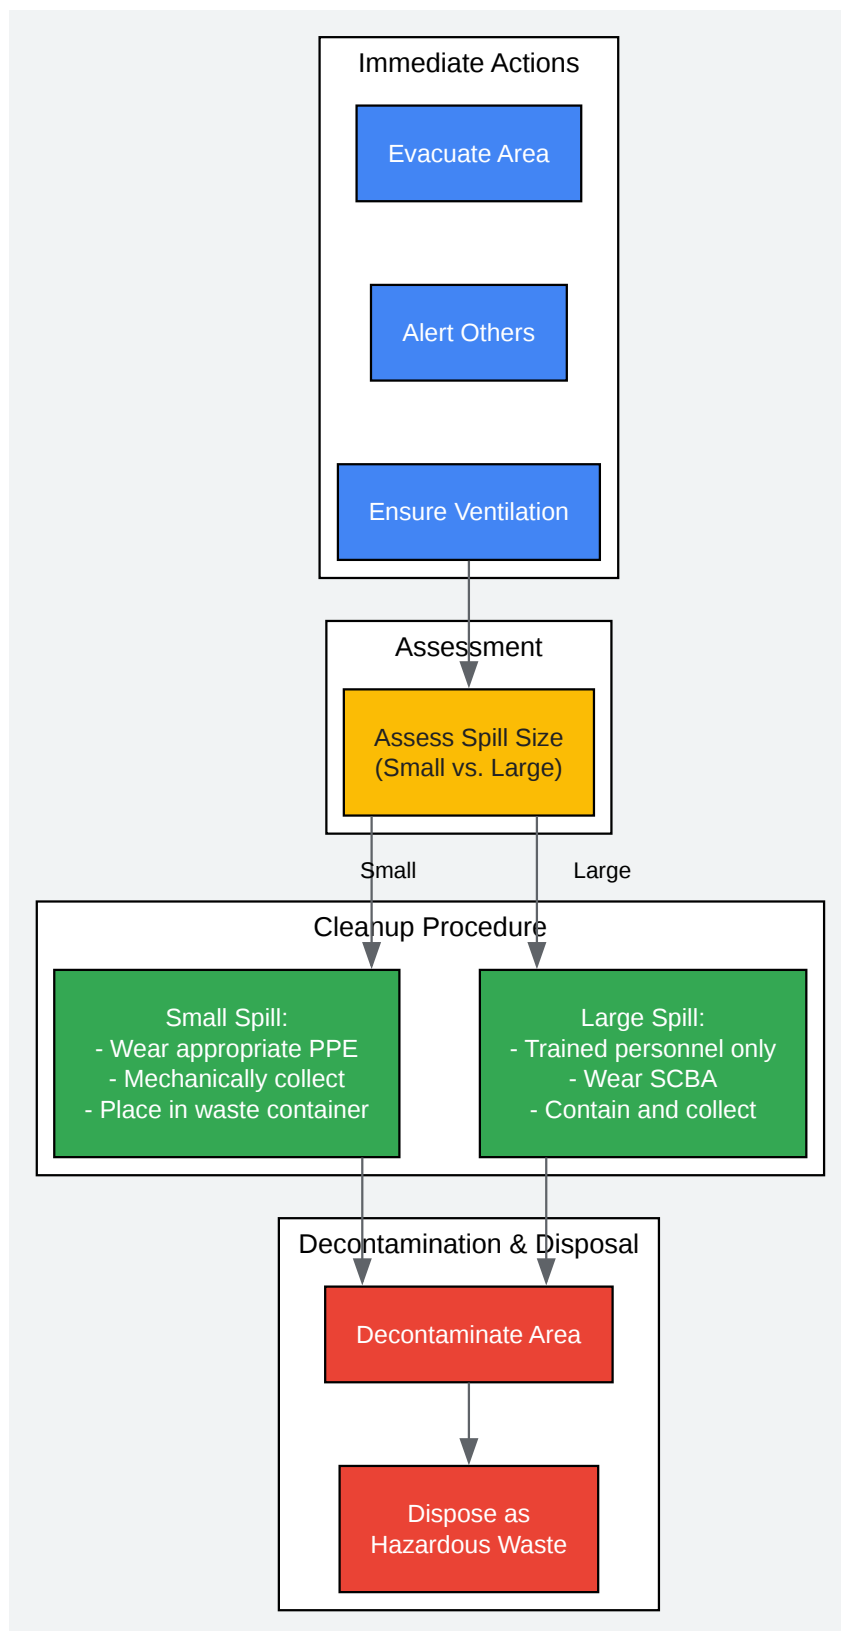 Immediate Actions
Evacuate Area
Alert Others
Ensure Ventilation
Assessment
Assess Spill Size
(Small vs. Large)
Small
Large
Cleanup Procedure
Small Spill:
- Wear appropriate PPE
- Mechanically collect
- Place in waste container
Large Spill:
- Trained personnel only
- Wear SCBA
- Contain and collect
Decontamination & Disposal
Decontaminate Area
Dispose as
Hazardous Waste